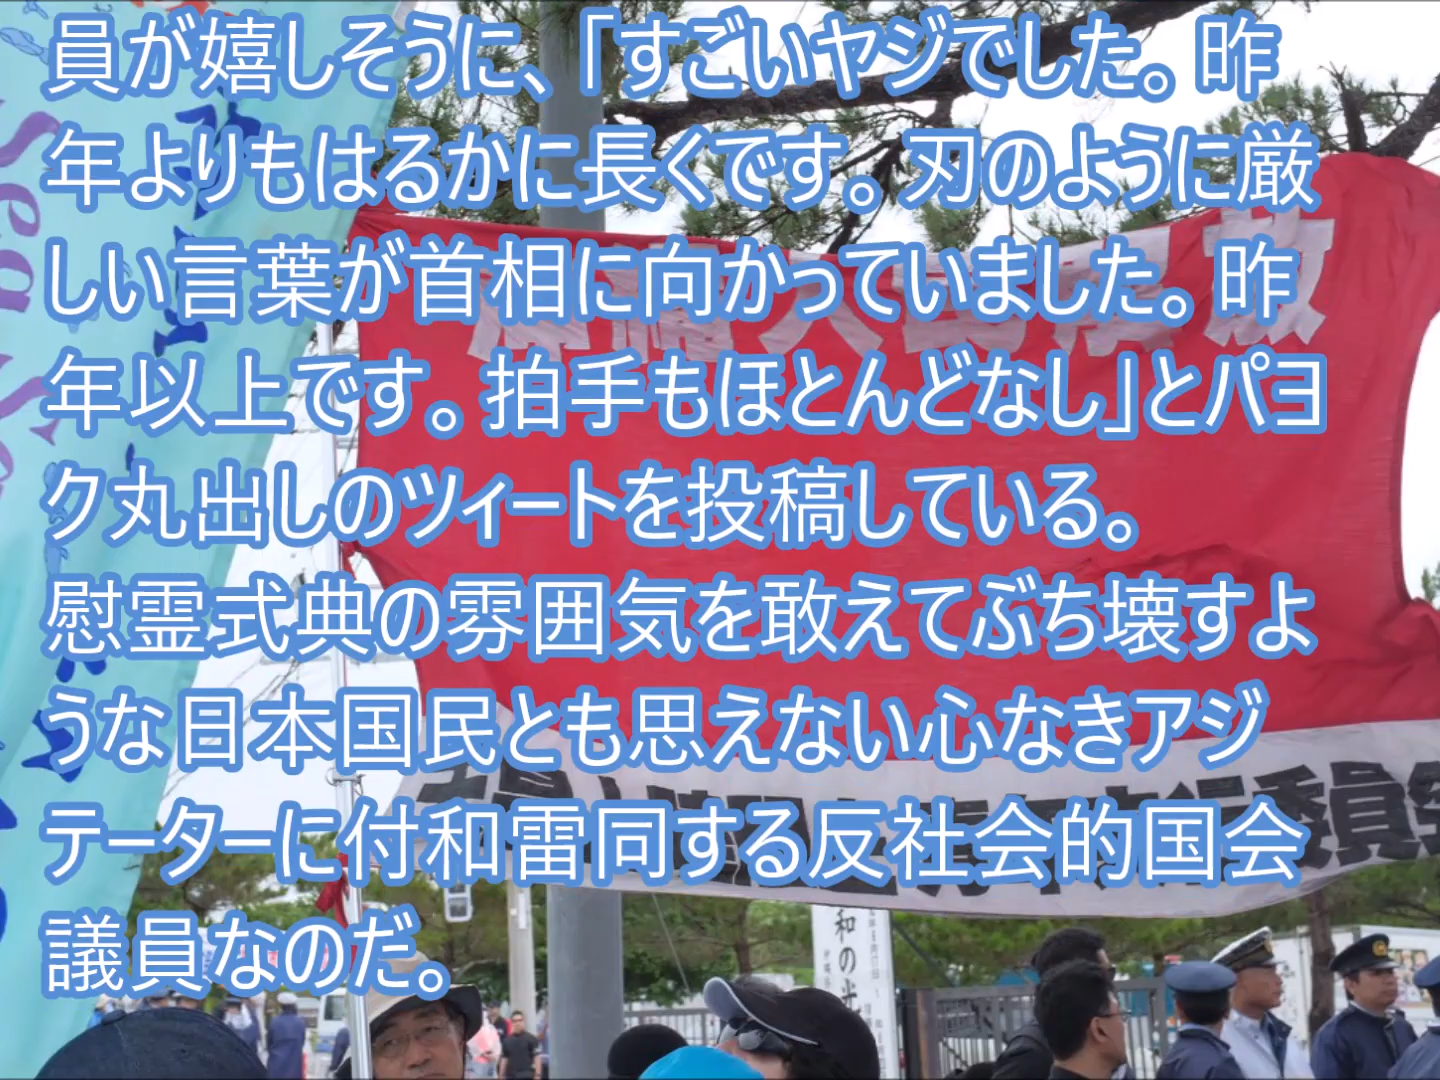 員が嬉しそうに、「すごいヤジでした。昨
年よりもはるかに長くです。刃のように厳
しい言葉が首相に向かっていました。昨
年以上です。拍手もほとんどなし」とパヨ
ク丸出しのツィートを投稿している。
慰霊式典の雰囲気を敢えてぶち壊すよ
うな日本国民とも思えない心なきアジ
テーターに付和雷同する反社会的国会
議員なのだ。
和の光